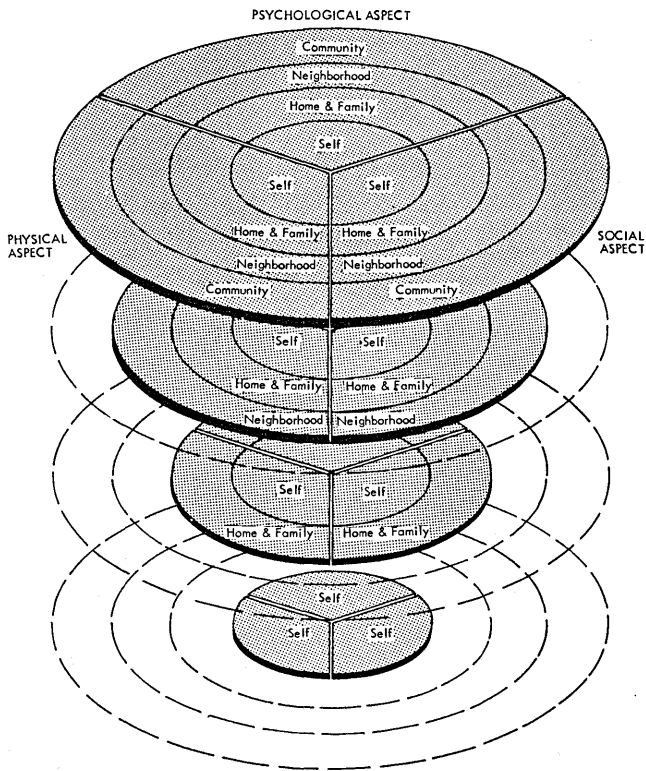 PSYCHOLOGICAL ASPECT
Community
Neighborhood
Home & Family
Self
Self Self
Home & Family Home & Family
PHYSICAL
ASPECT
SOCIAL
ASPECT
Neighborhood Neighborhood
Community Community
Self Self
Home & Family Home & Family
Neighborhood Neighborhood
Self Self
Home & Family Home & Family
Self
Self Self